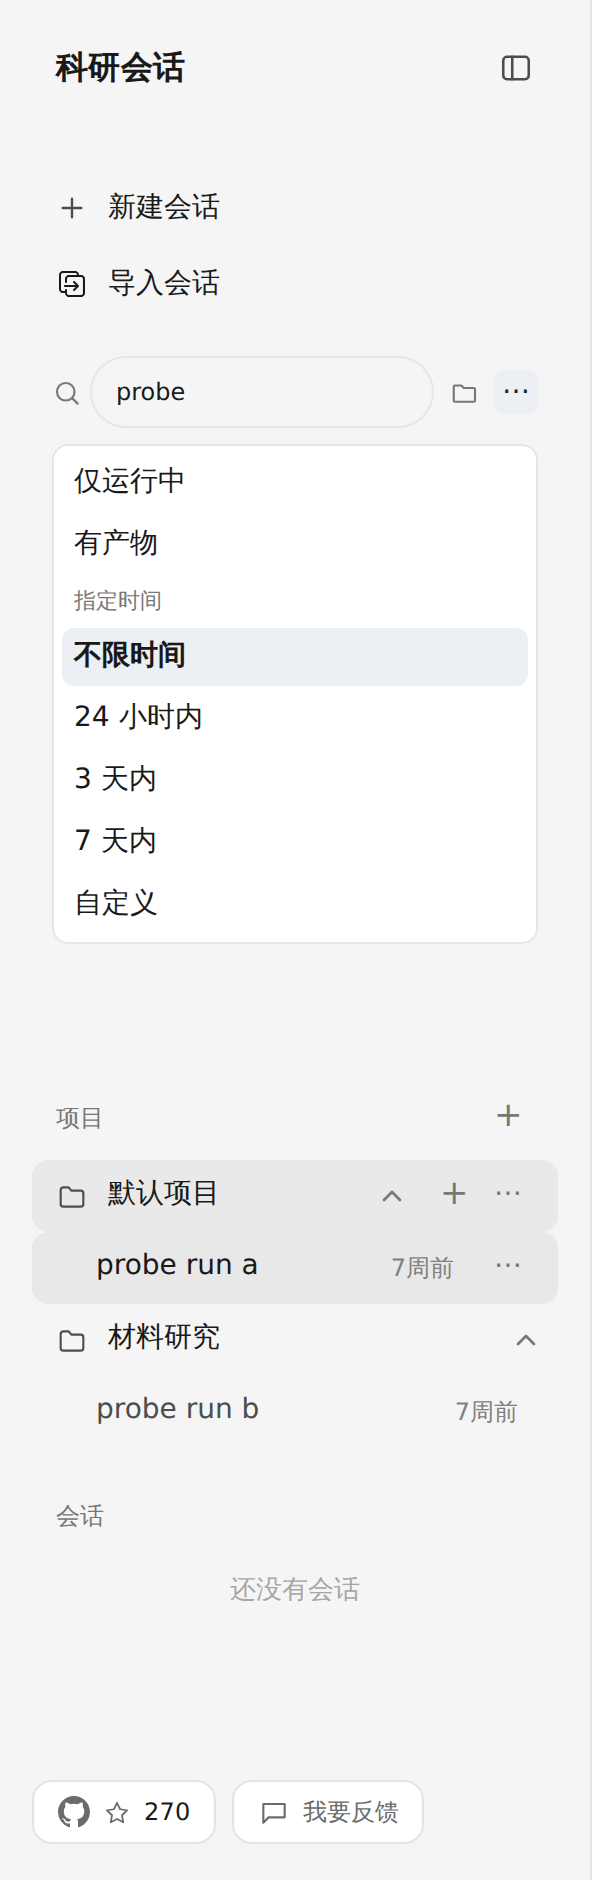 科研会话
新建会话
导入会话
probe
仅运行中
有产物
指定时间
不限时间
24 小时内
3 天内
7 天内
自定义
项目
默认项目
probe run a 7周前
材料研究
probe run b 7周前
会话
还没有会话
270 我要反馈